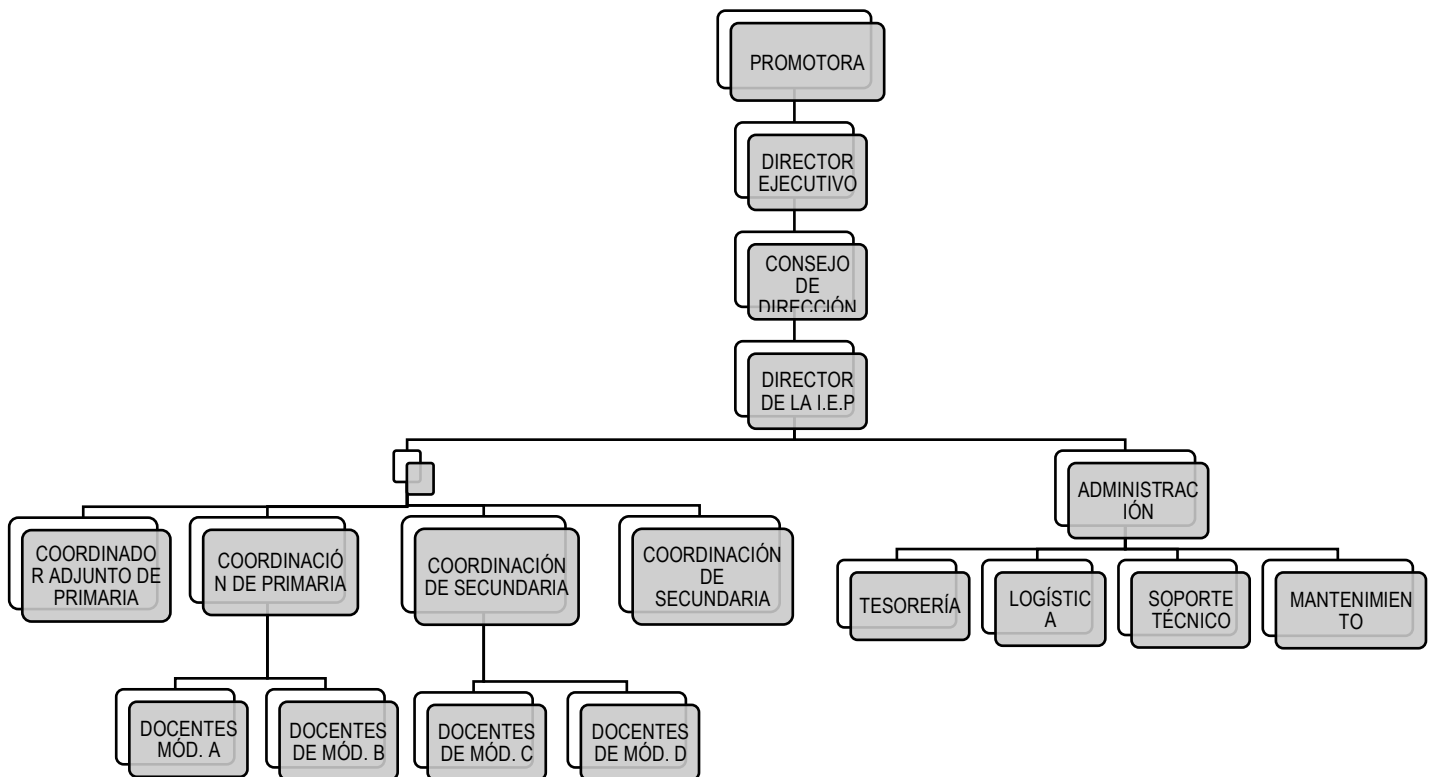 PROMOTORA
DIRECTOR
EJECUTIVO
CONSEJO
DE
DIRECCIÓN
DIRECTOR
DE LA I.E.P
ADMINISTRAC
IÓN
COORDINADO
R ADJUNTO DE
PRIMARIA
COORDINACIÓ
N DE PRIMARIA
COORDINACIÓN
DE SECUNDARIA
COORDINACIÓN
DE
SECUNDARIA
TESORERÍA
LOGÍSTIC
A
SOPORTE
TÉCNICO
MANTENIMIEN
TO
DOCENTES
MÓD. A
DOCENTES
DE MÓD. B
DOCENTES
DE MÓD. C
DOCENTES
DE MÓD. D